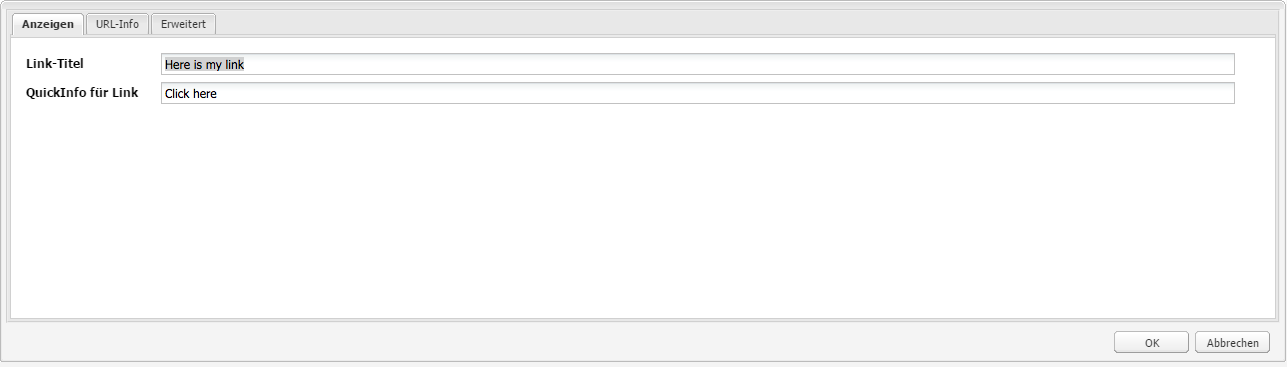 Anzeigen URL-Info Erweitert
Link-Titel Here is my link
QuickInfo für Link Click here
OK Abbrechen